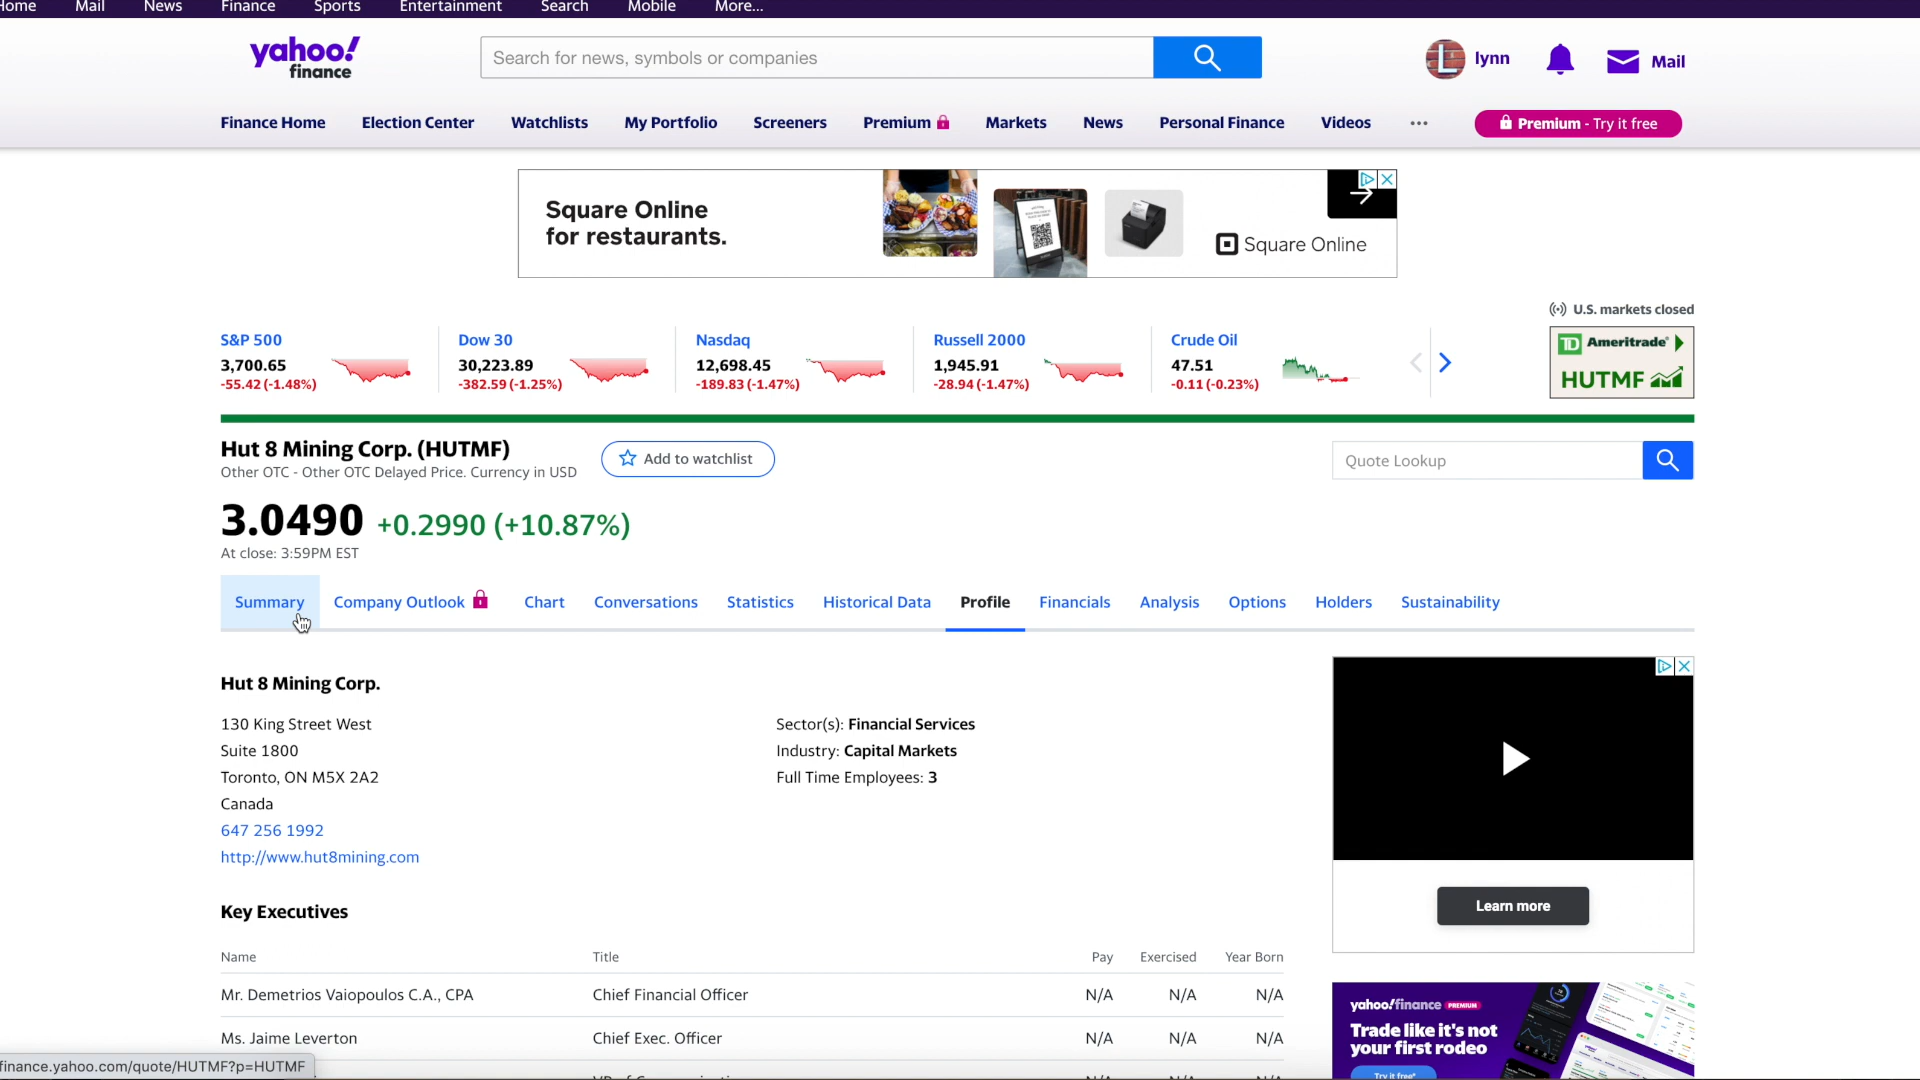 Home Mail News Finance Sports Entertainment Search Mobile More...
yahoo!
finance
Search for news, symbols or companies
L lynn Mail
Finance Home Election Center Watchlists My Portfolio Screeners Premium Markets News Personal Finance Videos ... Premium - Try it free
Square Online
for restaurants.
Square Online
U.S. markets closed
S&P 500 Dow 30 Nasdaq Russell 2000 Crude Oil
3,700.65 30,223.89 12,698.45 1,945.91 47.51
-55.42 (-1.48%) -382.59 (-1.25%) -189.83 (-1.47%) -28.94 (-1.47%) -0.11 (-0.23%)
TD Ameritrade
HUTMF
Hut 8 Mining Corp. (HUTMF)
Other OTC - Other OTC Delayed Price. Currency in USD
Add to watchlist
Quote Lookup
3.0490 +0.2990 (+10.87%)
At close: 3:59PM EST
Summary Company Outlook Chart Conversations Statistics Historical Data Profile Financials Analysis Options Holders Sustainability
Hut 8 Mining Corp.
130 King Street West
Suite 1800
Toronto, ON M5X 2A2
Canada
647 256 1992
http://www.hut8mining.com
Sector(s): Financial Services
Industry: Capital Markets
Full Time Employees: 3
Learn more
Key Executives
Name Title Pay Exercised Year Born
Mr. Demetrios Vaiopoulos C.A., CPA Chief Financial Officer N/A N/A N/A
Ms. Jaime Leverton Chief Exec. Officer N/A N/A N/A
yahoo!finance PREMIUM
Trade like it's not
your first rodeo
Try it free*
finance.yahoo.com/quote/HUTMF?p=HUTMF